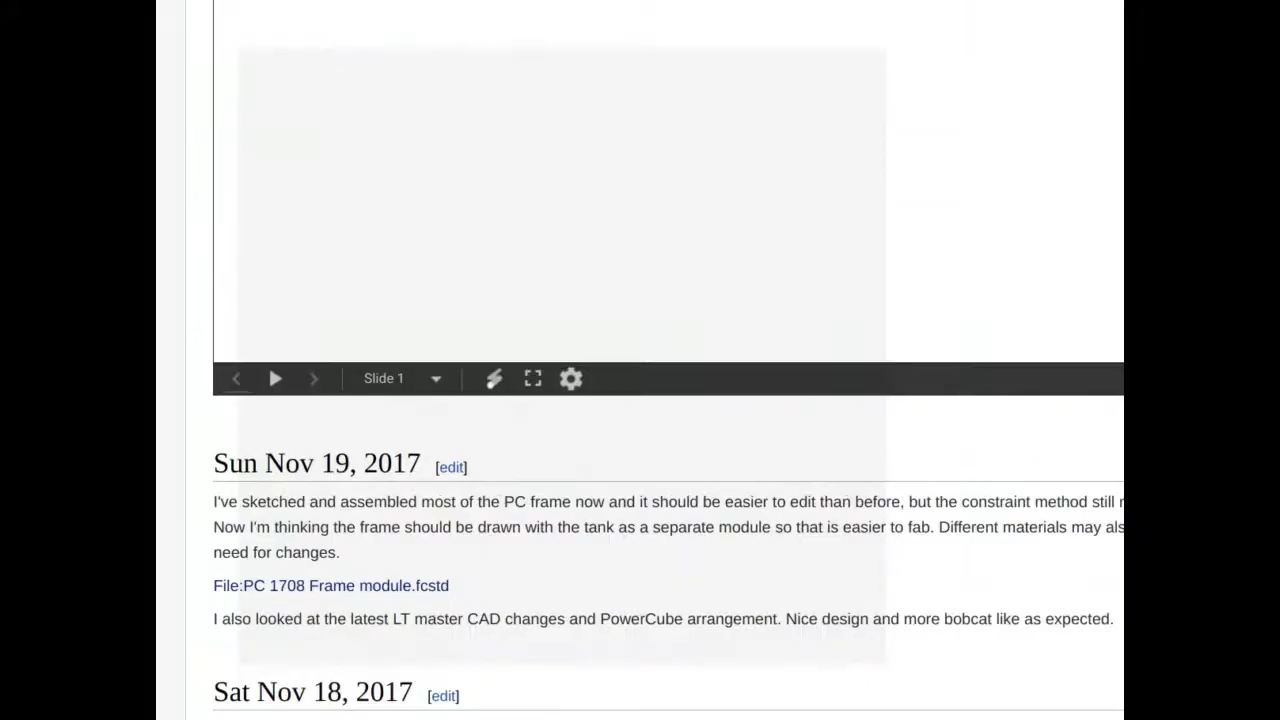 Slide 1
Sun Nov 19, 2017 [edit]
I've sketched and assembled most of the PC frame now and it should be easier to edit than before, but the constraint method still
Now I'm thinking the frame should be drawn with the tank as a separate module so that is easier to fab. Different materials may
need for changes.
File:PC 1708 Frame module.fcstd
I also looked at the latest LT master CAD changes and PowerCube arrangement. Nice design and more bobcat like as expected.
Sat Nov 18, 2017 [edit]